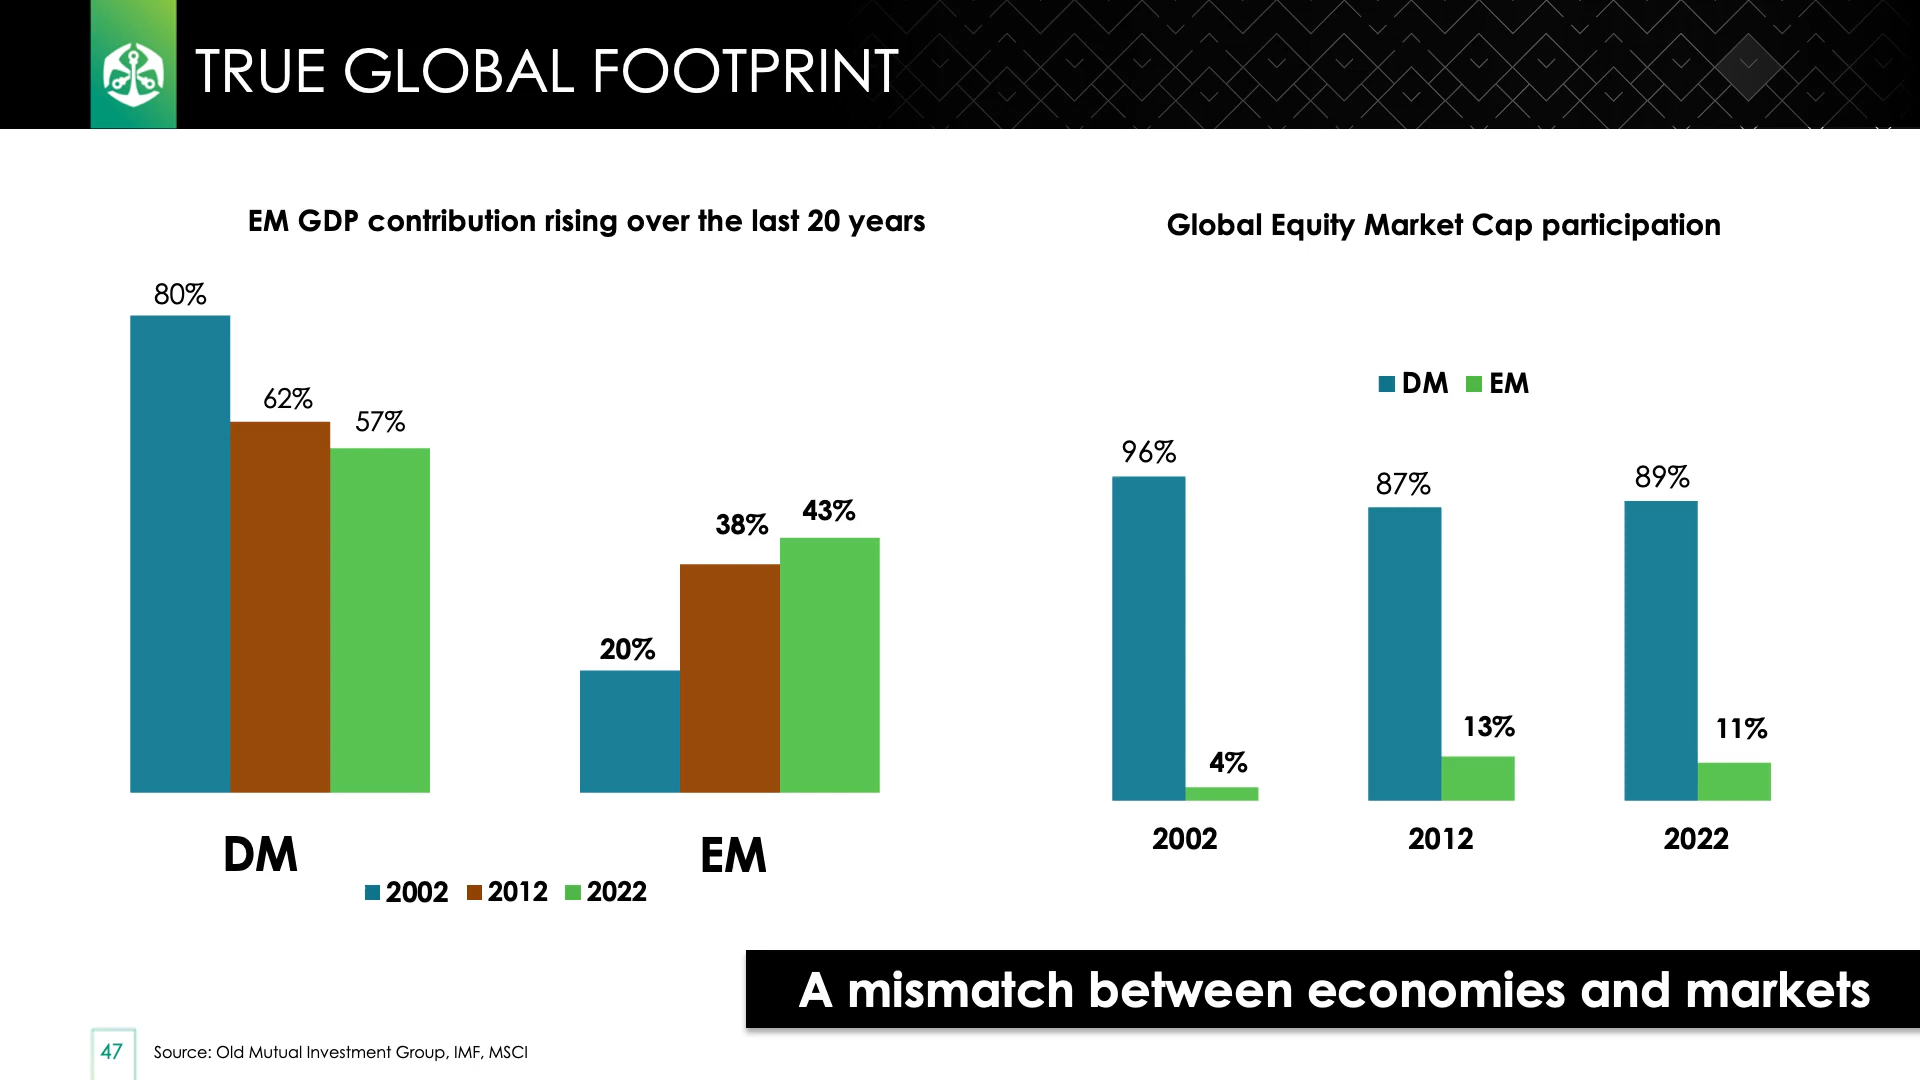 TRUE GLOBAL FOOTPRINT
EM GDP contribution rising over the last 20 years
80%
62%
57%
20%
38%
43%
DM
EM
2002 2012 2022
Global Equity Market Cap participation
DM EM
96%
4%
87%
13%
89%
11%
2002
2012
2022
A mismatch between economies and markets
47
Source: Old Mutual Investment Group, IMF, MSCI